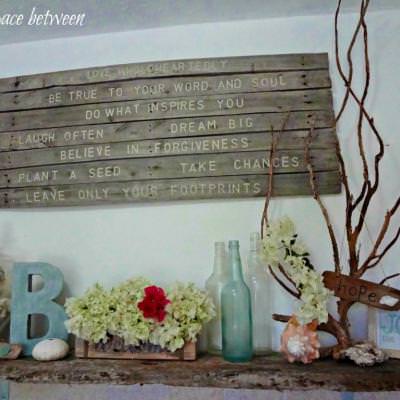 ace between
LOVE WHOLEHEARTEDLY
BE TRUE TO YOUR WORD AND SOUL
DO WHAT INSPIRES YOU
LAUGH OFTEN DREAM BIG
BELIEVE IN FORGIVENESS
PLANT A SEED TAKE CHANCES
LEAVE ONLY YOUR FOOTPRINTS
B
hope